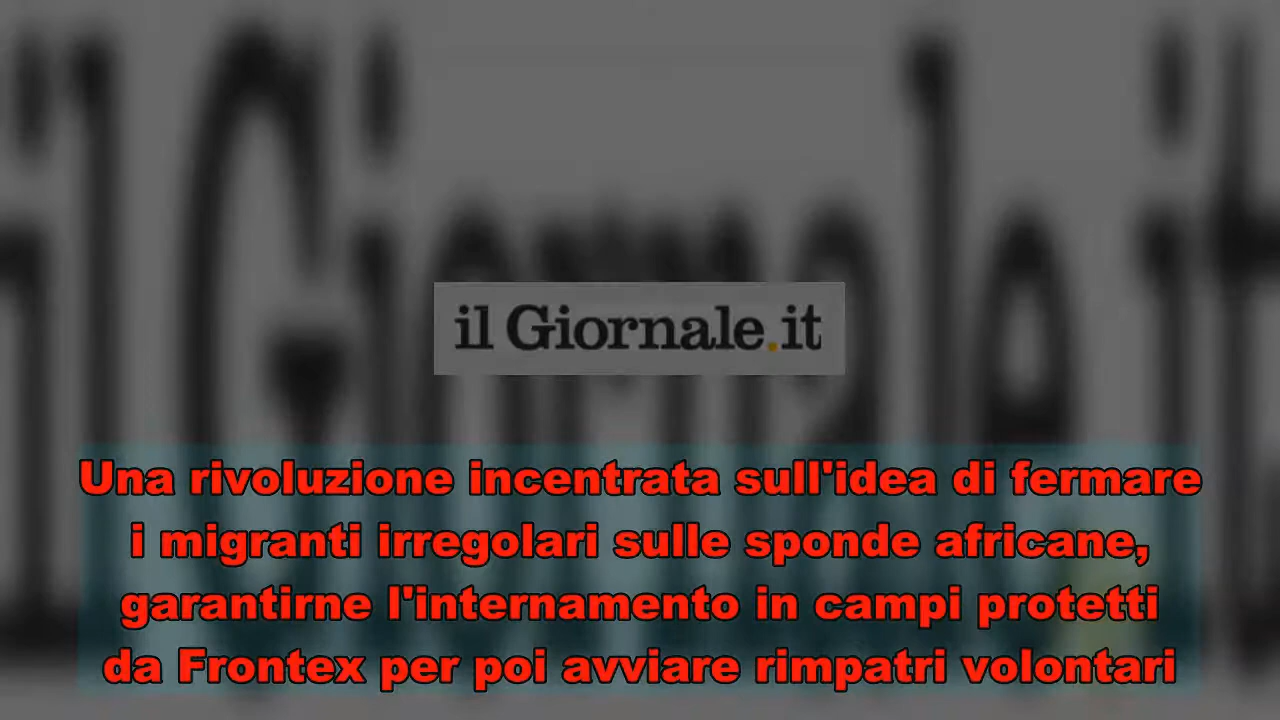 il Giornale.it
Una rivoluzione incentrata sull'idea di fermare
i migranti irregolari sulle sponde africane,
garantirne l'internamento in campi protetti
da Frontex per poi avviare rimpatri volontari